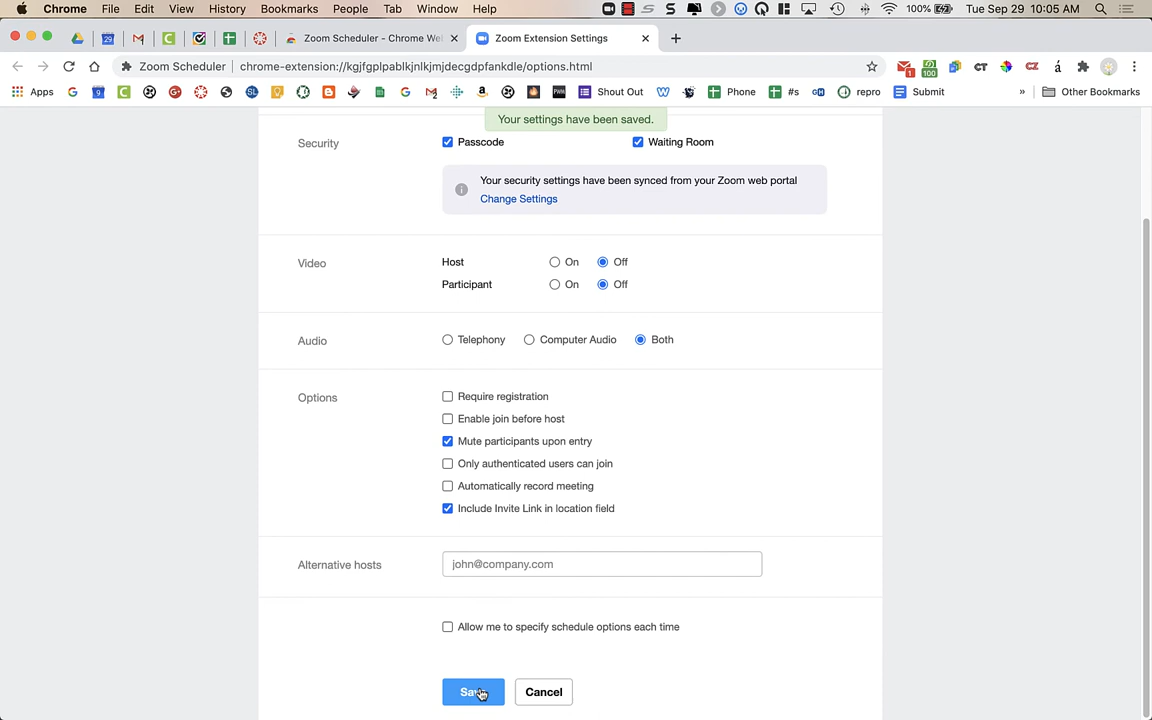 Chrome File Edit View History Bookmarks People Tab Window Help 100% Tue Sep 29 10:05 AM
Zoom Scheduler - Chrome We Zoom Extension Settings
Zoom Scheduler chrome-extension://kgjfgplpablkjnlkjmjdecgdpfankdle/options.html
Apps Shout Out Phone #s repro Submit » Other Bookmarks
Your settings have been saved.
Security Passcode Waiting Room
Your security settings have been synced from your Zoom web portal
Change Settings
Video Host On Off
Participant On Off
Audio Telephony Computer Audio Both
Options Require registration
Enable join before host
Mute participants upon entry
Only authenticated users can join
Automatically record meeting
Include Invite Link in location field
Alternative hosts john@company.com
Allow me to specify schedule options each time
Save Cancel